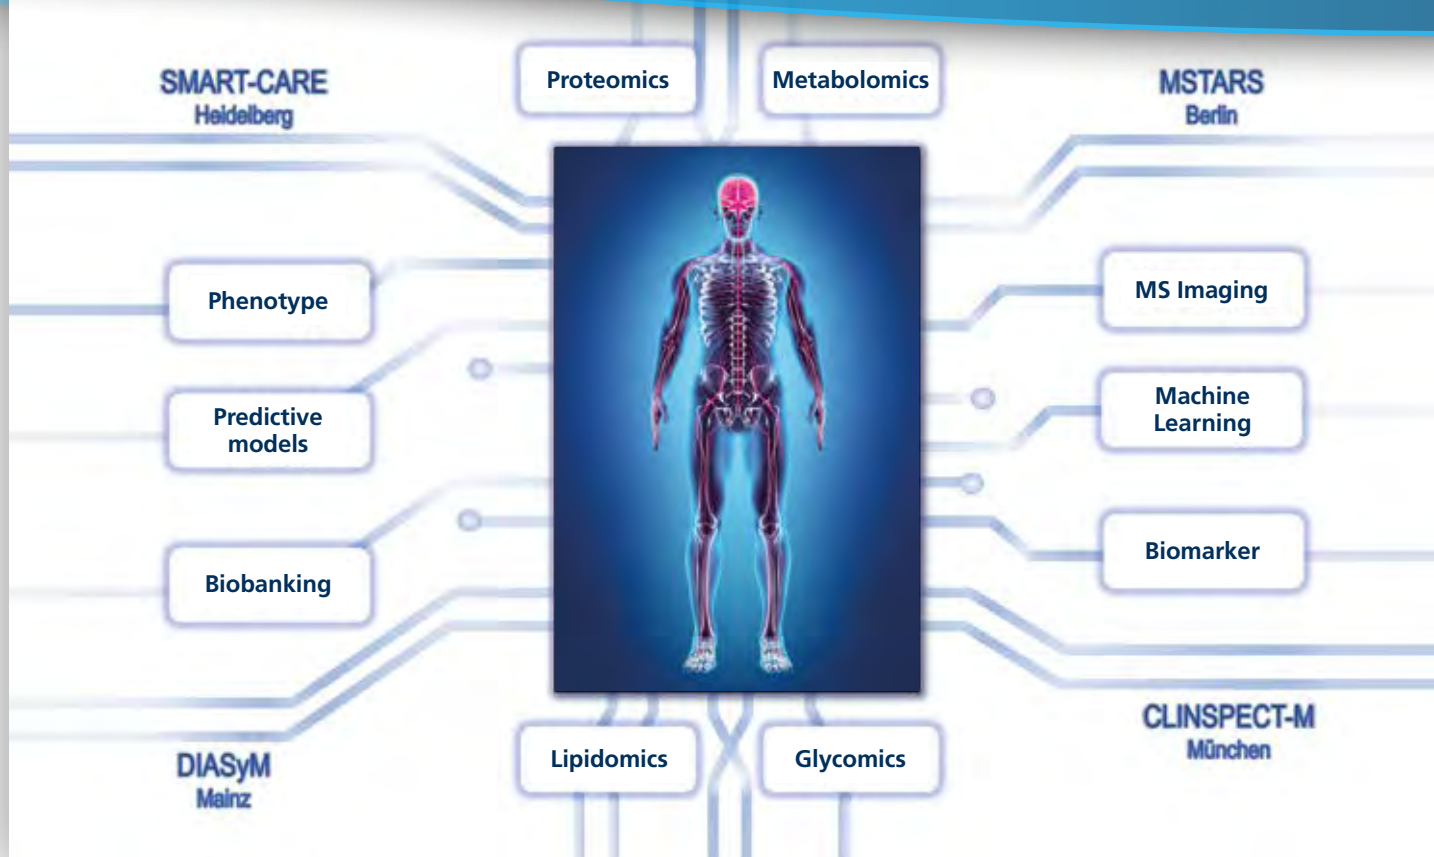 Proteomics
Metabolomics
SMART-CARE
Heidelberg
MSTARS
Berlin
Phenotype
MS Imaging
Predictive
models
Machine
Learning
Biobanking
Biomarker
DIASyM
Mainz
Lipidomics
Glycomics
CLINSPECT-M
München